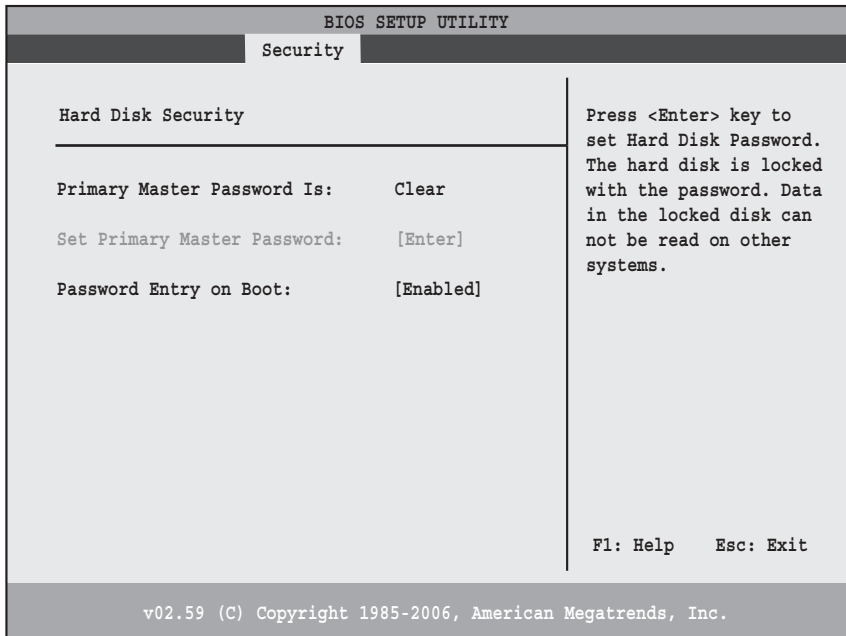 BIOS SETUP UTILITY
Security
Hard Disk Security
Primary Master Password Is: Clear
Set Primary Master Password: [Enter]
Password Entry on Boot: [Enabled]
Press <Enter> key to
set Hard Disk Password.
The hard disk is locked
with the password. Data
in the locked disk can
not be read on other
systems.
F1: Help Esc: Exit
v02.59 (C) Copyright 1985-2006, American Megatrends, Inc.